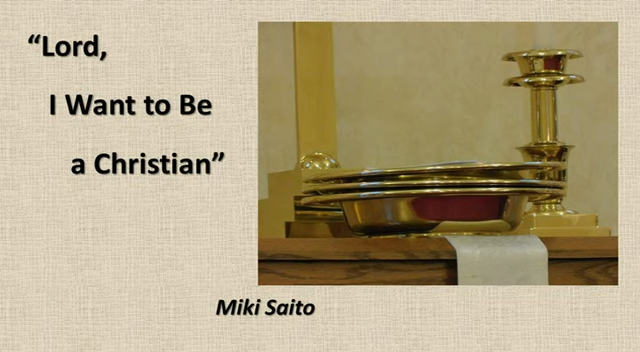 “Lord,
I Want to Be
a Christian”
Miki Saito